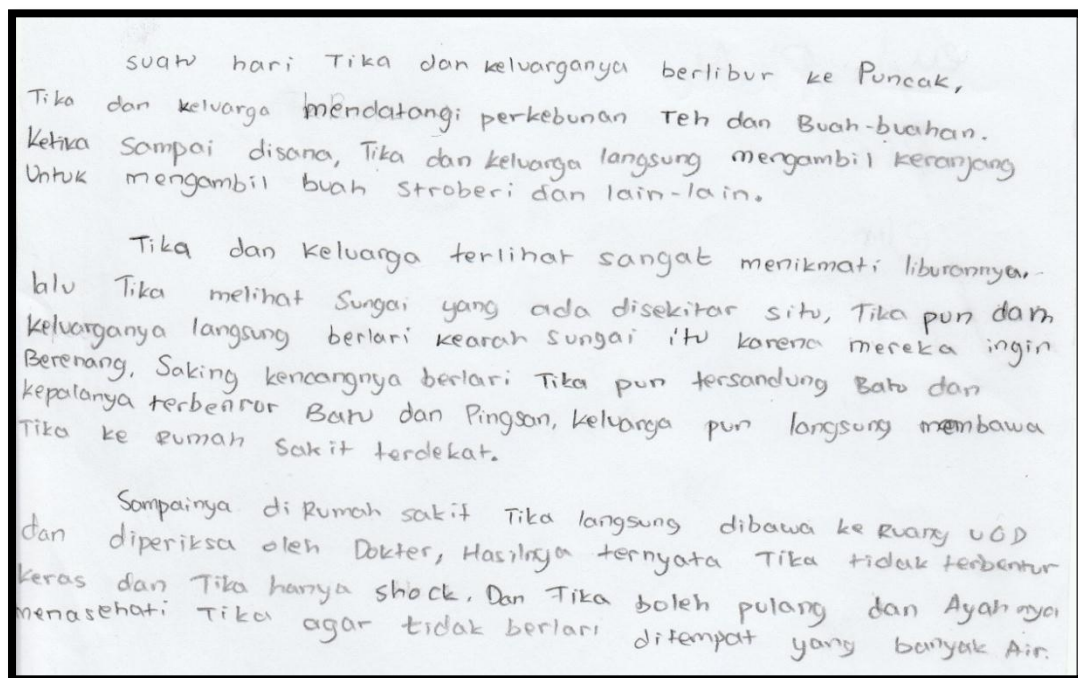 suatu hari Tika dan keluarganya berlibur ke Puncak,
Tika dan keluarga mendatangi perkebunan Teh dan Buah-buahan.
Ketika Sampai disana, Tika dan keluarga langsung mengambil keranjang
Untuk mengambil buah Stroberi dan lain-lain.
Tika dan keluarga terlihat sangat menikmati liburannya.
lalu Tika melihat Sungai yang ada disekitar situ, Tika pun dan
keluarganya langsung berlari kearah sungai itu karena mereka ingin
Berenang, Saking kencangnya berlari Tika pun tersandung Batu dan
kepalanya terbentor Batu dan Pingsan, keluarga pun langsung membawa
Tika ke Rumah Sakit terdekat.
Sampainya di Rumah sakit Tika langsung dibawa ke Ruang UGD
dan diperiksa oleh Dokter, Hasilnya ternyata Tika tidak terbentur
keras dan Tika hanya shock. Dan Tika boleh pulang dan Ayahnya
menasehati Tika agar tidak berlari ditempat yang banyak Air.